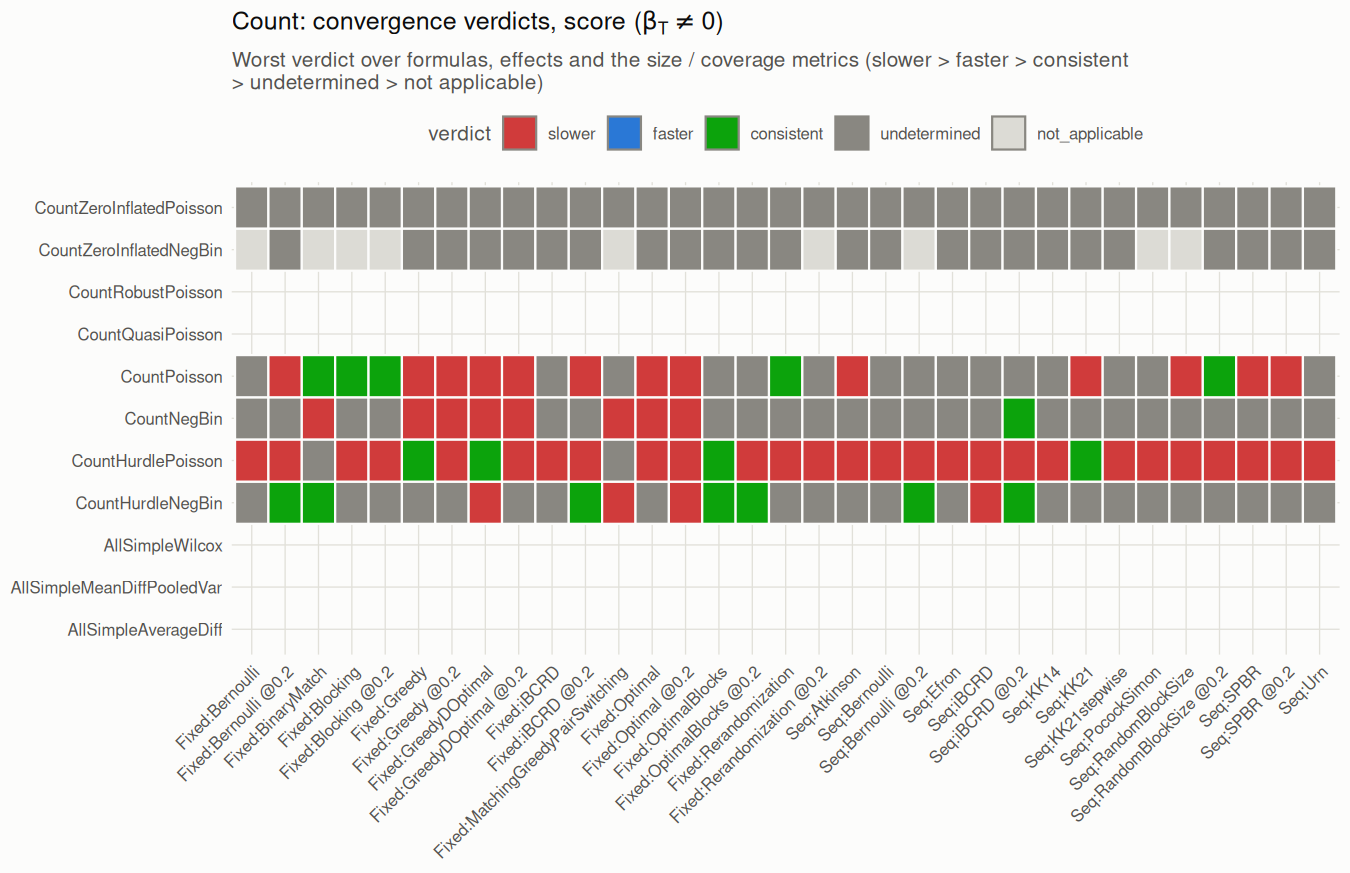 Count: convergence verdicts, score (βT ≠ 0)
Worst verdict over formulas, effects and the size / coverage metrics (slower > faster > consistent
> undetermined > not applicable)
verdict slower faster consistent undetermined not_applicable
CountZeroInflatedPoisson
CountZeroInflatedNegBin
CountRobustPoisson
CountQuasiPoisson
CountPoisson
CountNegBin
CountHurdlePoisson
CountHurdleNegBin
AllSimpleWilcox
AllSimpleMeanDiffPooledVar
AllSimpleAverageDiff
Fixed:Bernoulli
Fixed:Bernoulli @0.2
Fixed:BinaryMatch
Fixed:Blocking
Fixed:Blocking @0.2
Fixed:Greedy
Fixed:Greedy @0.2
Fixed:GreedyDOptimal
Fixed:GreedyDOptimal @0.2
Fixed:iBCRD
Fixed:iBCRD @0.2
Fixed:MatchingGreedyPairSwitching
Fixed:Optimal
Fixed:Optimal @0.2
Fixed:OptimalBlocks
Fixed:OptimalBlocks @0.2
Fixed:Rerandomization
Fixed:Rerandomization @0.2
Seq:Atkinson
Seq:Bernoulli
Seq:Bernoulli @0.2
Seq:Efron
Seq:iBCRD
Seq:iBCRD @0.2
Seq:KK14
Seq:KK21
Seq:KK21stepwise
Seq:PocockSimon
Seq:RandomBlockSize
Seq:RandomBlockSize @0.2
Seq:SPBR
Seq:SPBR @0.2
Seq:Urn